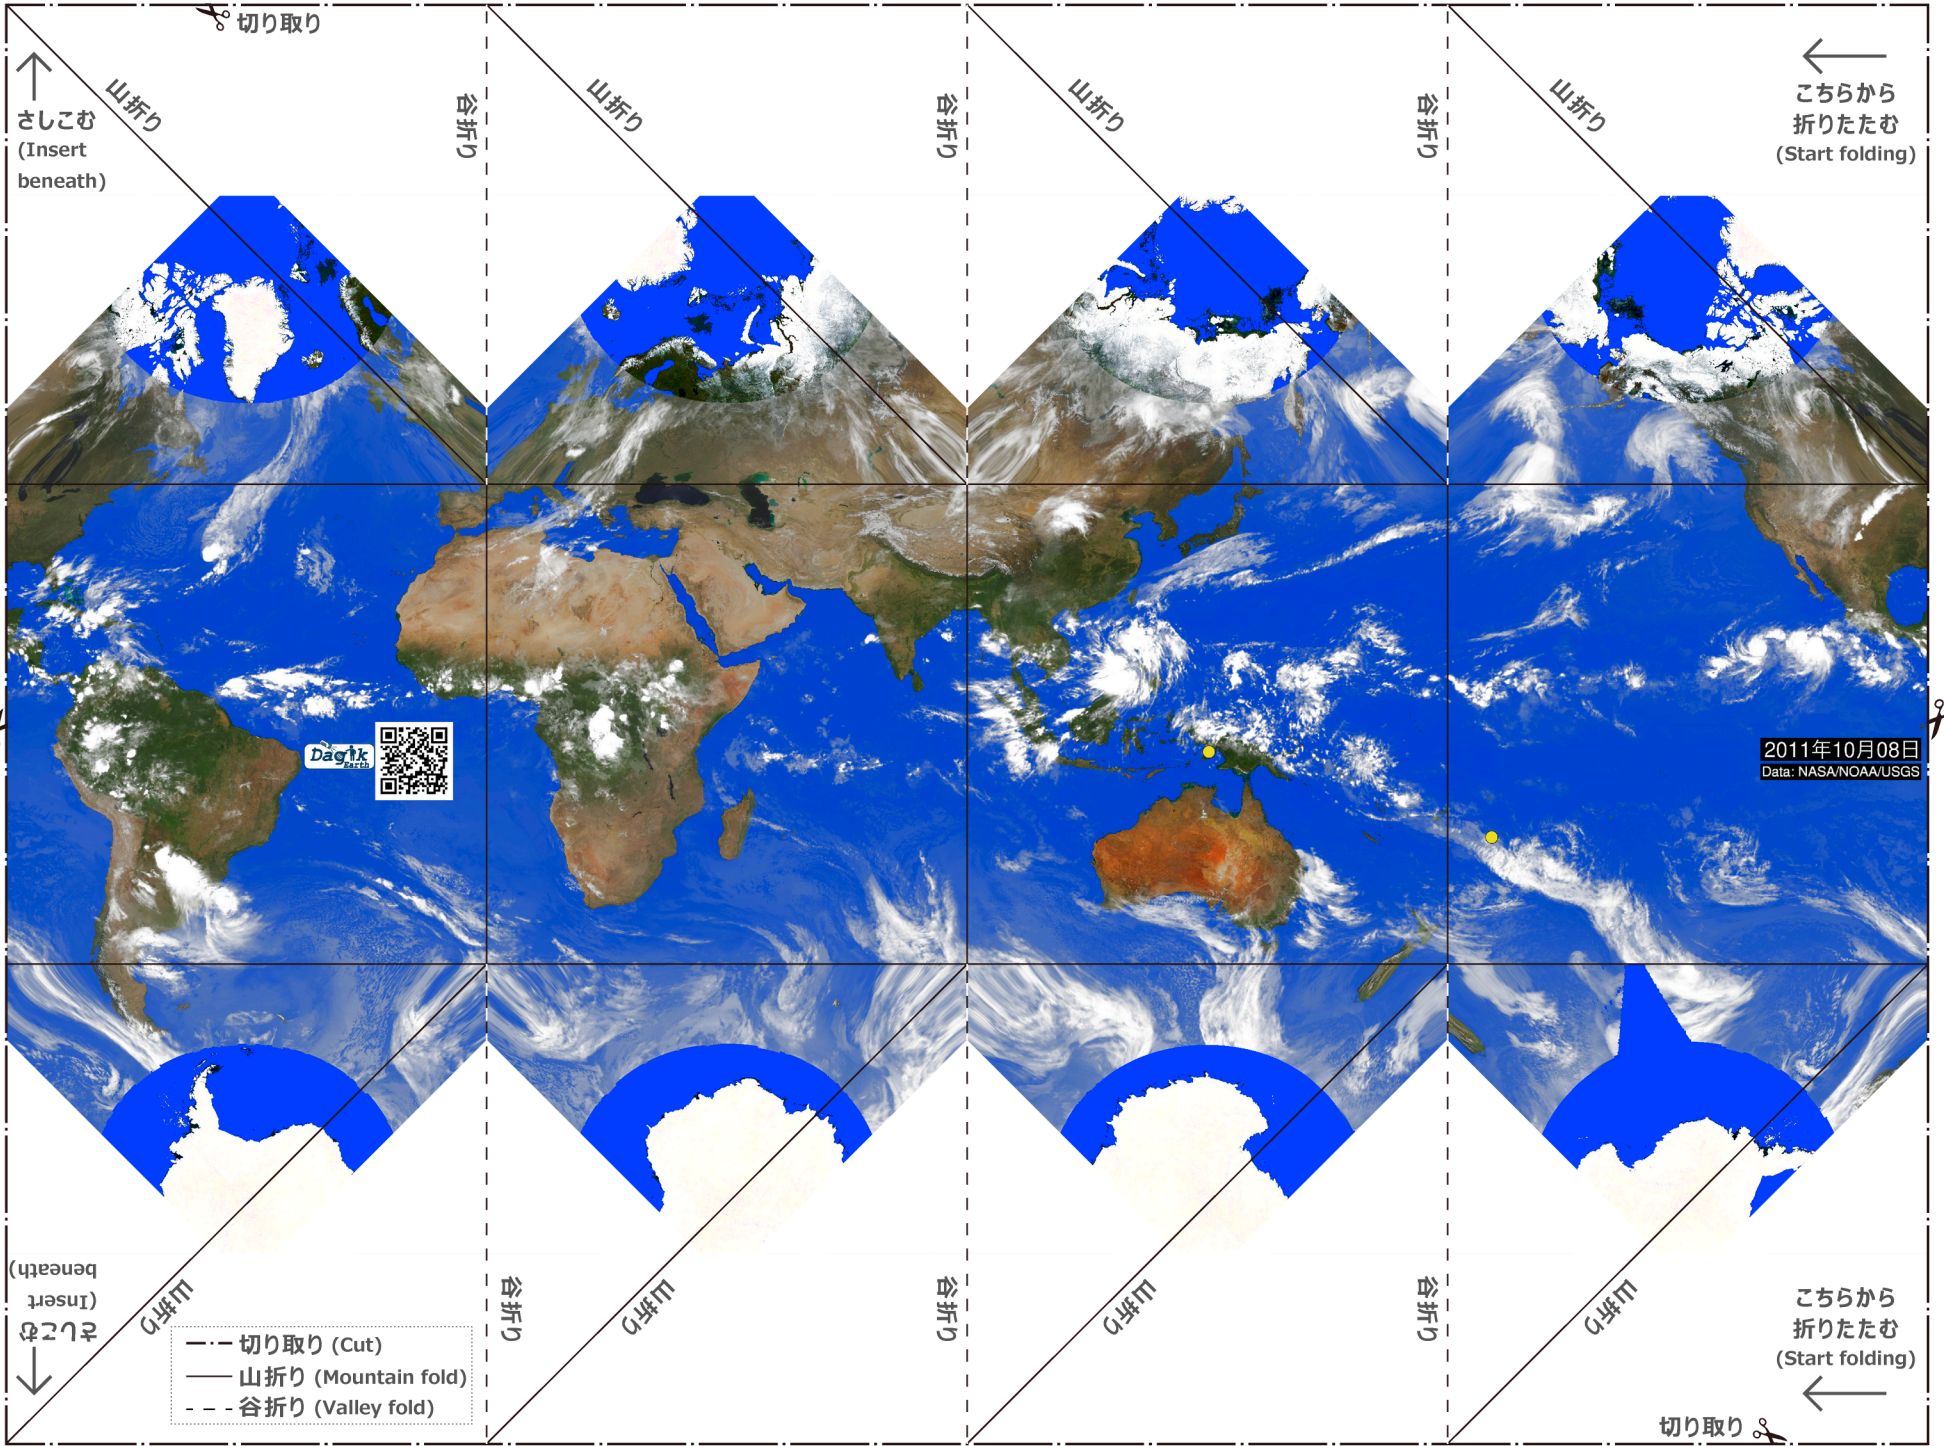 切り取り
さしこむ
(Insert
beneath)
山折り
谷折り
山折り
谷折り
山折り
谷折り
山折り
こちらから
折りたたむ
(Start folding)
Dagik
Earth
2011年10月08日
Data: NASA/NOAA/USGS
さしこむ
(Insert
beneath)
山折り
谷折り
山折り
谷折り
山折り
谷折り
山折り
こちらから
折りたたむ
(Start folding)
切り取り (Cut)
山折り (Mountain fold)
谷折り (Valley fold)
切り取り